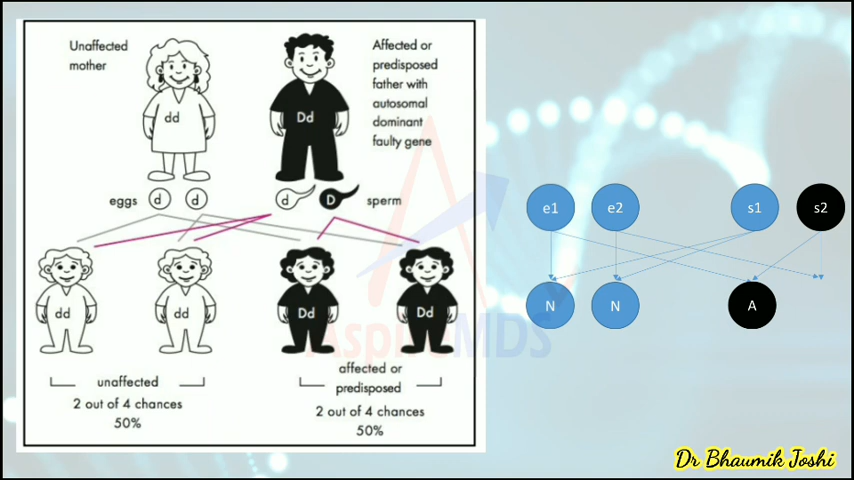 Unaffected
mother
Affected or
predisposed
father with
autosomal
dominant
faulty gene
dd
Dd
eggs d d d D sperm
dd dd Dd Dd
unaffected
2 out of 4 chances
50%
affected or
predisposed
2 out of 4 chances
50%
e1 e2 s1 s2
N N A
AspireMDS
Dr Bhaumik Joshi